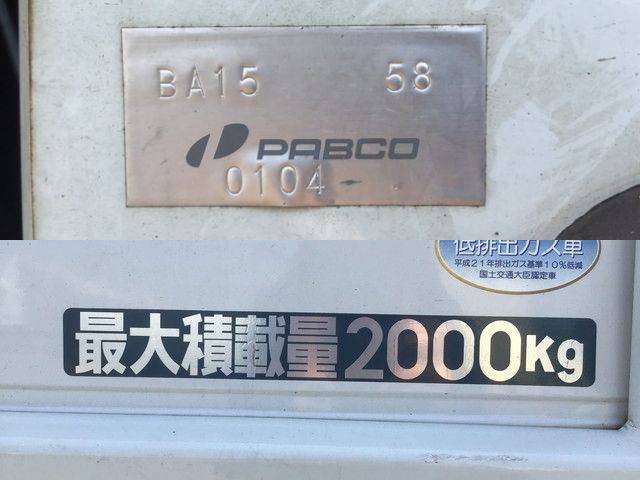 BA15 58
PABCO
0104
低排出ガス車
平成21年排出ガス基準10%低減
国土交通大臣認定車
最大積載量2000Kg